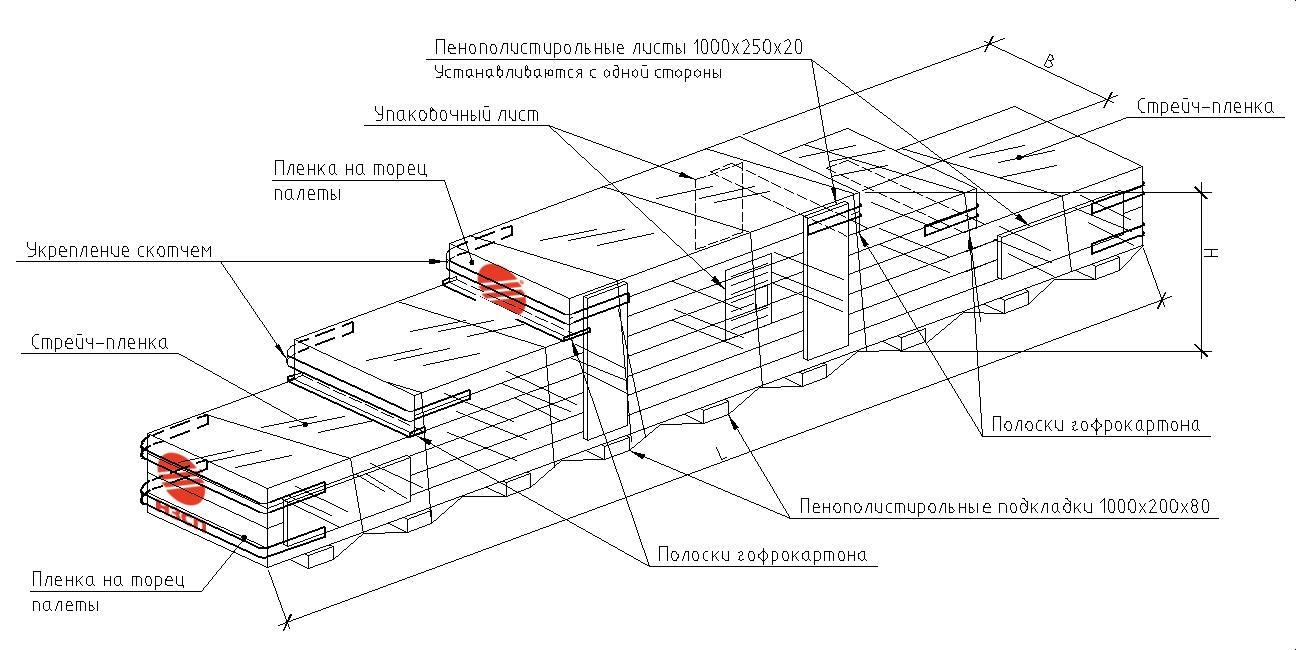 Пенополистирольные листы 1000х250х20
Устанавливаются с одной стороны
В
Стрейч-пленка
Упаковочный лист
Пленка на торец
палеты
Укрепление скотчем
Н
Стрейч-пленка
Полоски гофрокартона
L
НЗСП
Пенополистирольные подкладки 1000х200х80
Полоски гофрокартона
Пленка на торец
палеты